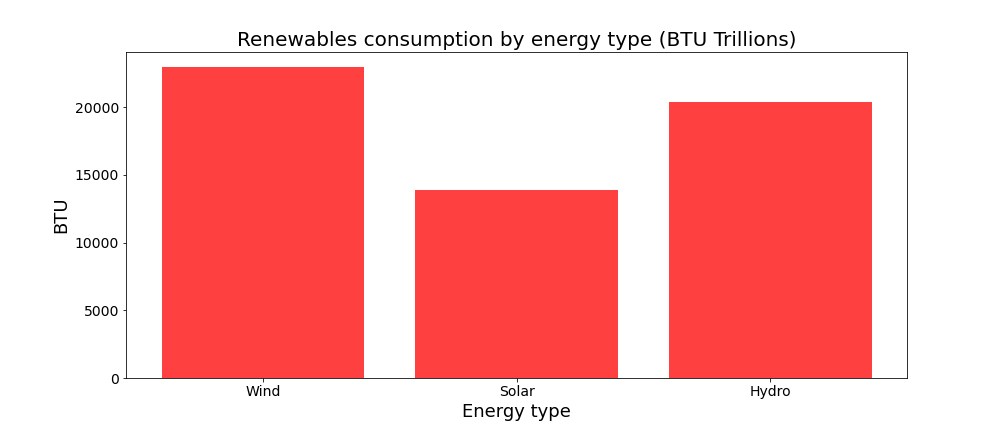 Renewables consumption by energy type (BTU Trillions)
20000
15000
10000
5000
0
BTU
Wind
Solar
Hydro
Energy type